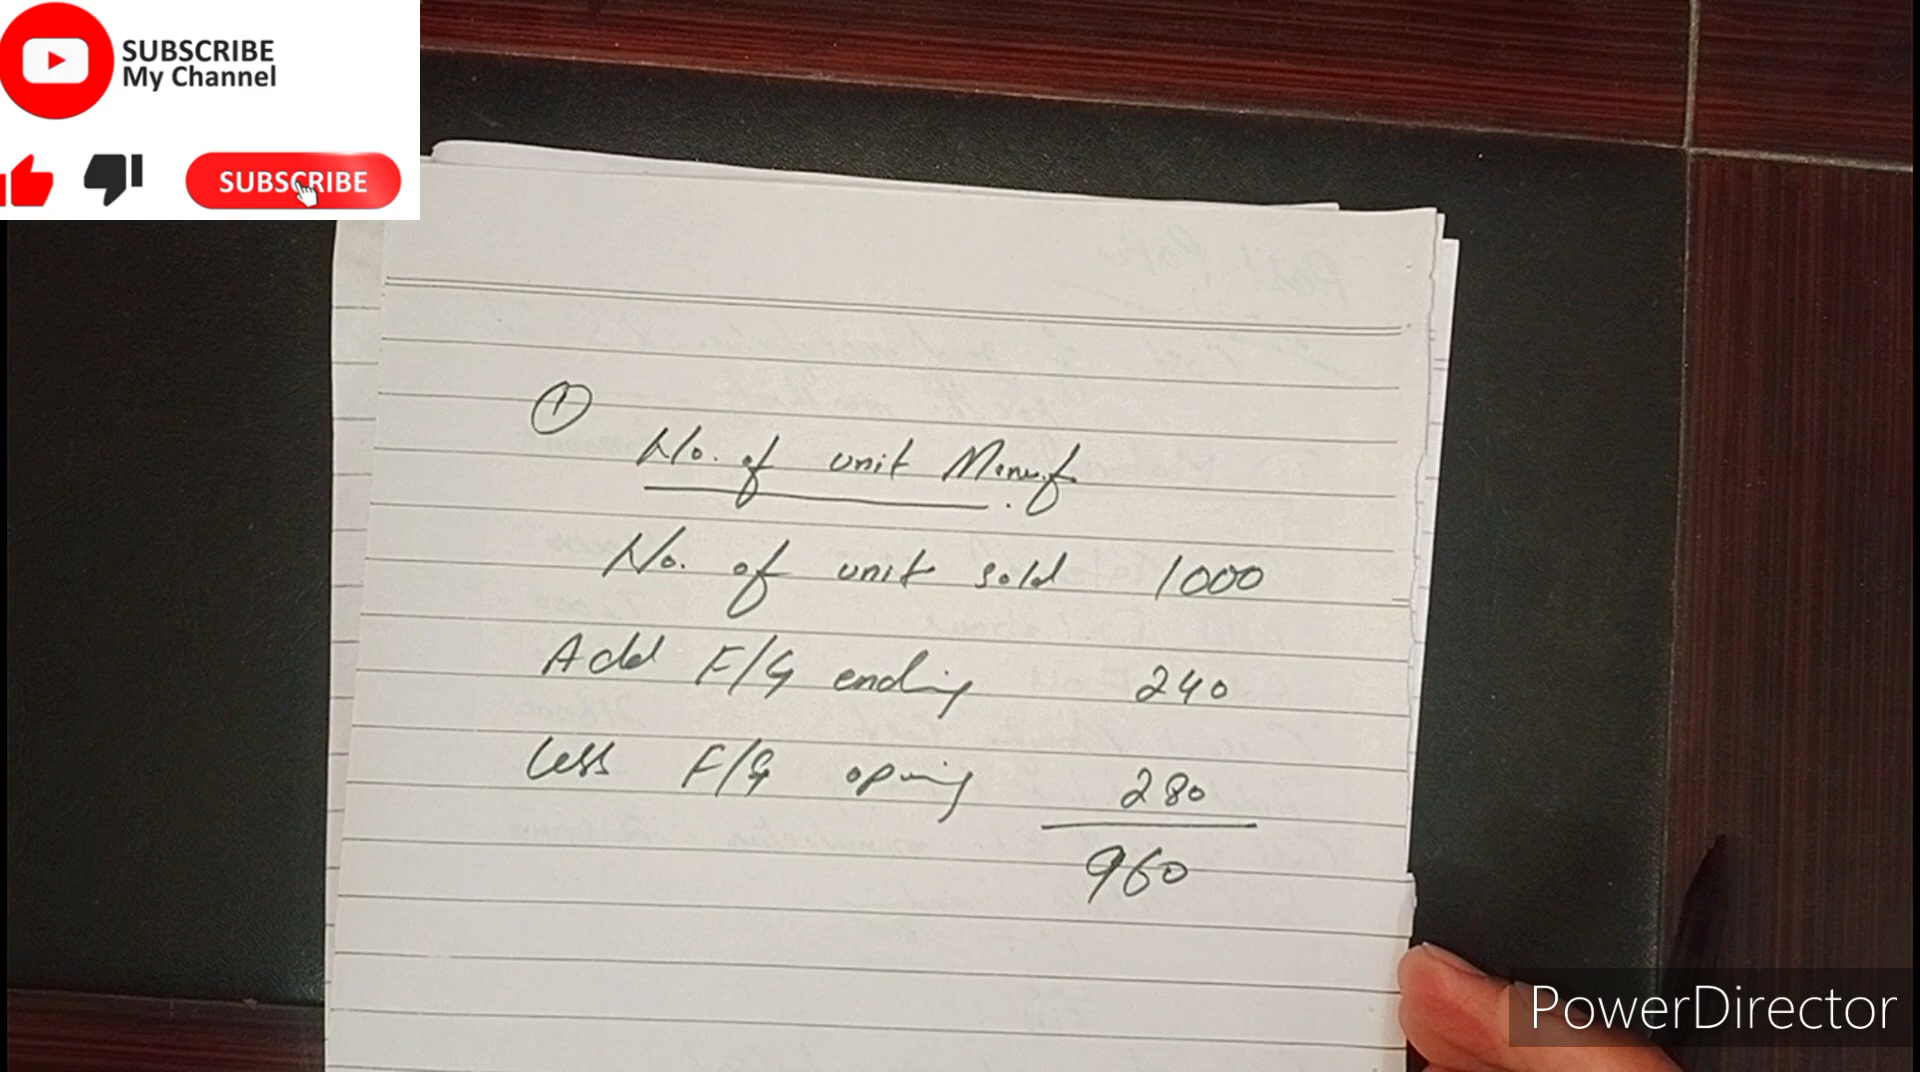 SUBSCRIBE
My Channel
SUBSCRIBE
1
No. of unit Manuf.
No. of unit sold 1000
Add F/G ending 240
Less F/G oping 280
960
PowerDirector